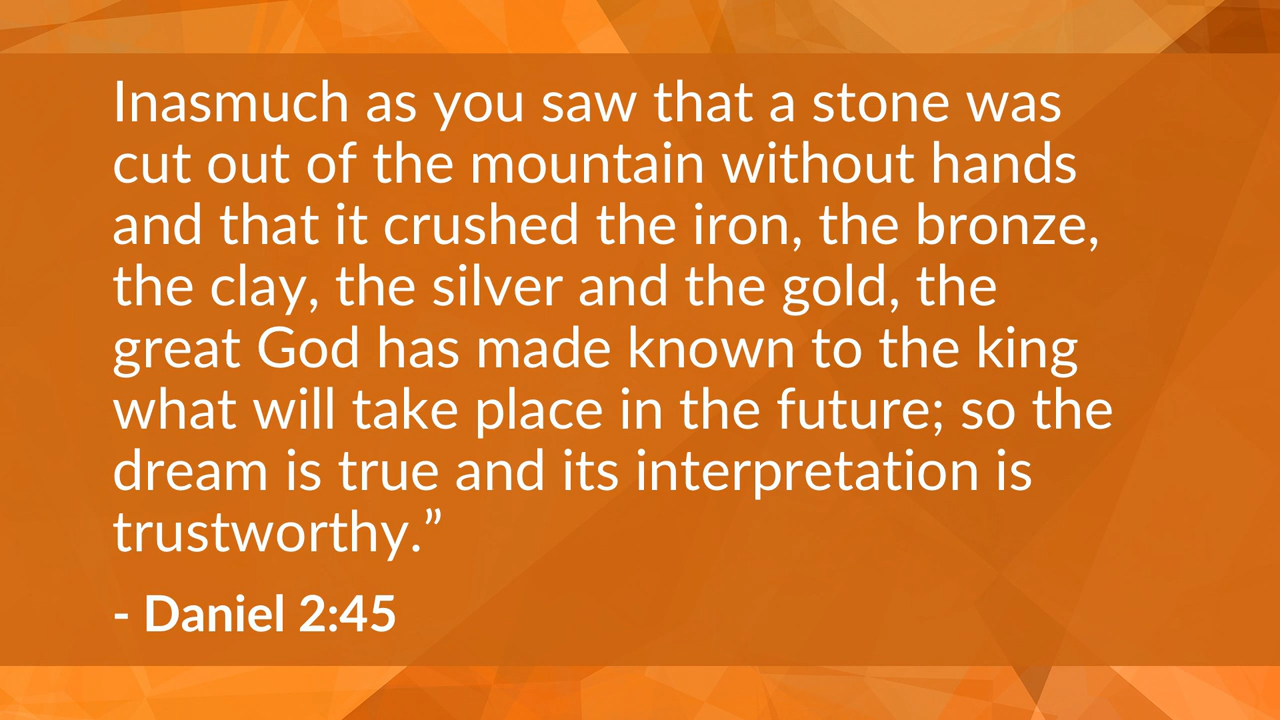 Inasmuch as you saw that a stone was
cut out of the mountain without hands
and that it crushed the iron, the bronze,
the clay, the silver and the gold, the
great God has made known to the king
what will take place in the future; so the
dream is true and its interpretation is
trustworthy.”
- Daniel 2:45